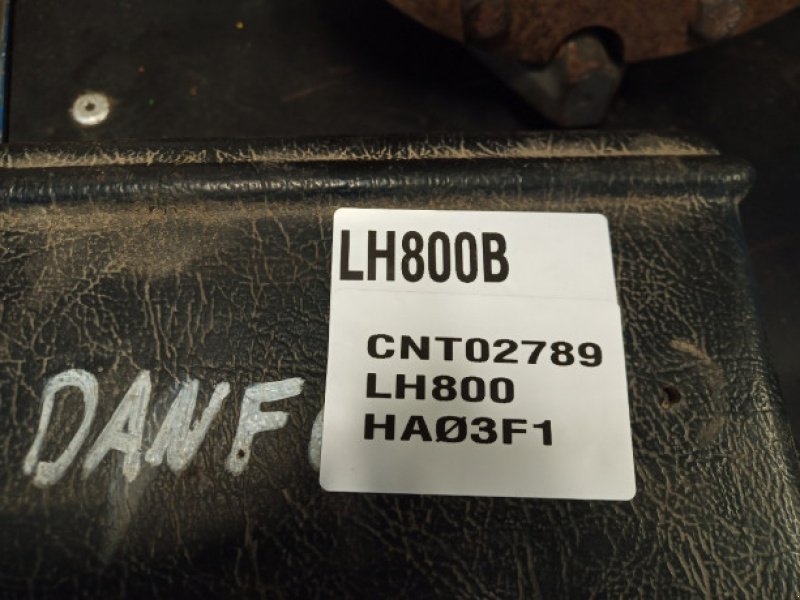 LH800B
CNT02789
LH800
HAØ3F1
DANF